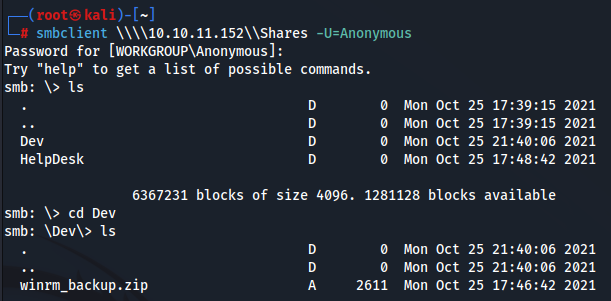 ┌──(root㉿kali)-[~]
└─# smbclient \\\\10.10.11.152\\Shares -U=Anonymous
Password for [WORKGROUP\Anonymous]:
Try "help" to get a list of possible commands.
smb: \> ls
. D 0 Mon Oct 25 17:39:15 2021
.. D 0 Mon Oct 25 17:39:15 2021
Dev D 0 Mon Oct 25 21:40:06 2021
HelpDesk D 0 Mon Oct 25 17:48:42 2021
6367231 blocks of size 4096. 1281128 blocks available
smb: \> cd Dev
smb: \Dev\> ls
. D 0 Mon Oct 25 21:40:06 2021
.. D 0 Mon Oct 25 21:40:06 2021
winrm_backup.zip A 2611 Mon Oct 25 17:46:42 2021